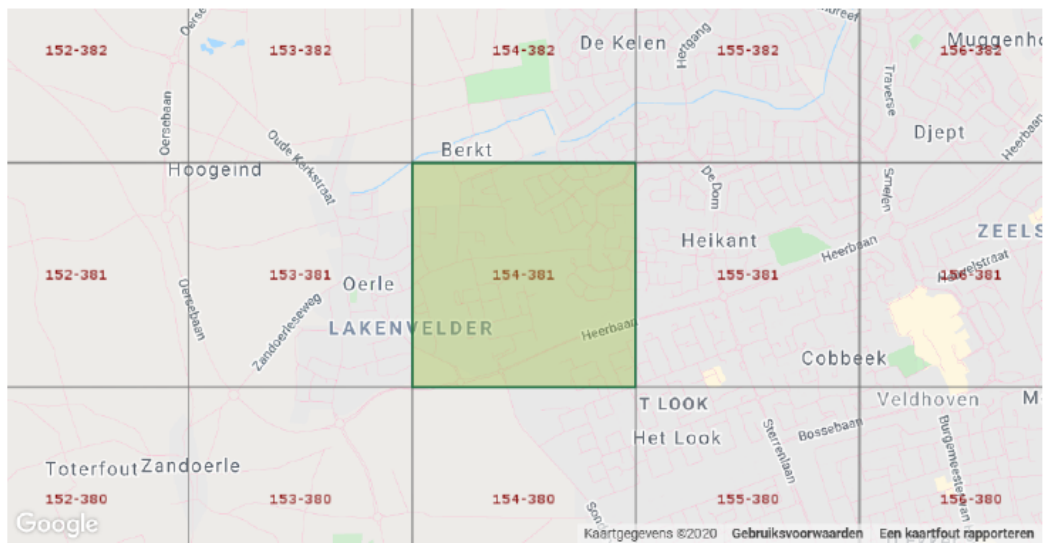 Oerse
ndreef
152-382
153-382
154-382
De Kelen
Hertgang
155-382
Muggenho
156-382
Oersebaan
Traverse
Djept
Heerbaan
Oude Kerkstraat
Berkt
Hoogeind
De Dom
Smelen
ZEELS
Heikant
Heerbaan
152-381
153-381
154-381
155-381
156-381
Oerle
Oersebaan
Zandoerleseweg
LAKENVELDER
Heerbaan
Cobbeek
T LOOK
Veldhoven
M
Het Look
Sterrenlaan
Bossebaan
Toterfout
Zandoerle
152-380
153-380
154-380
155-380
156-380
Google
Kaartgegevens ©2020
Gebruiksvoorwaarden
Een kaartfout rapporteren